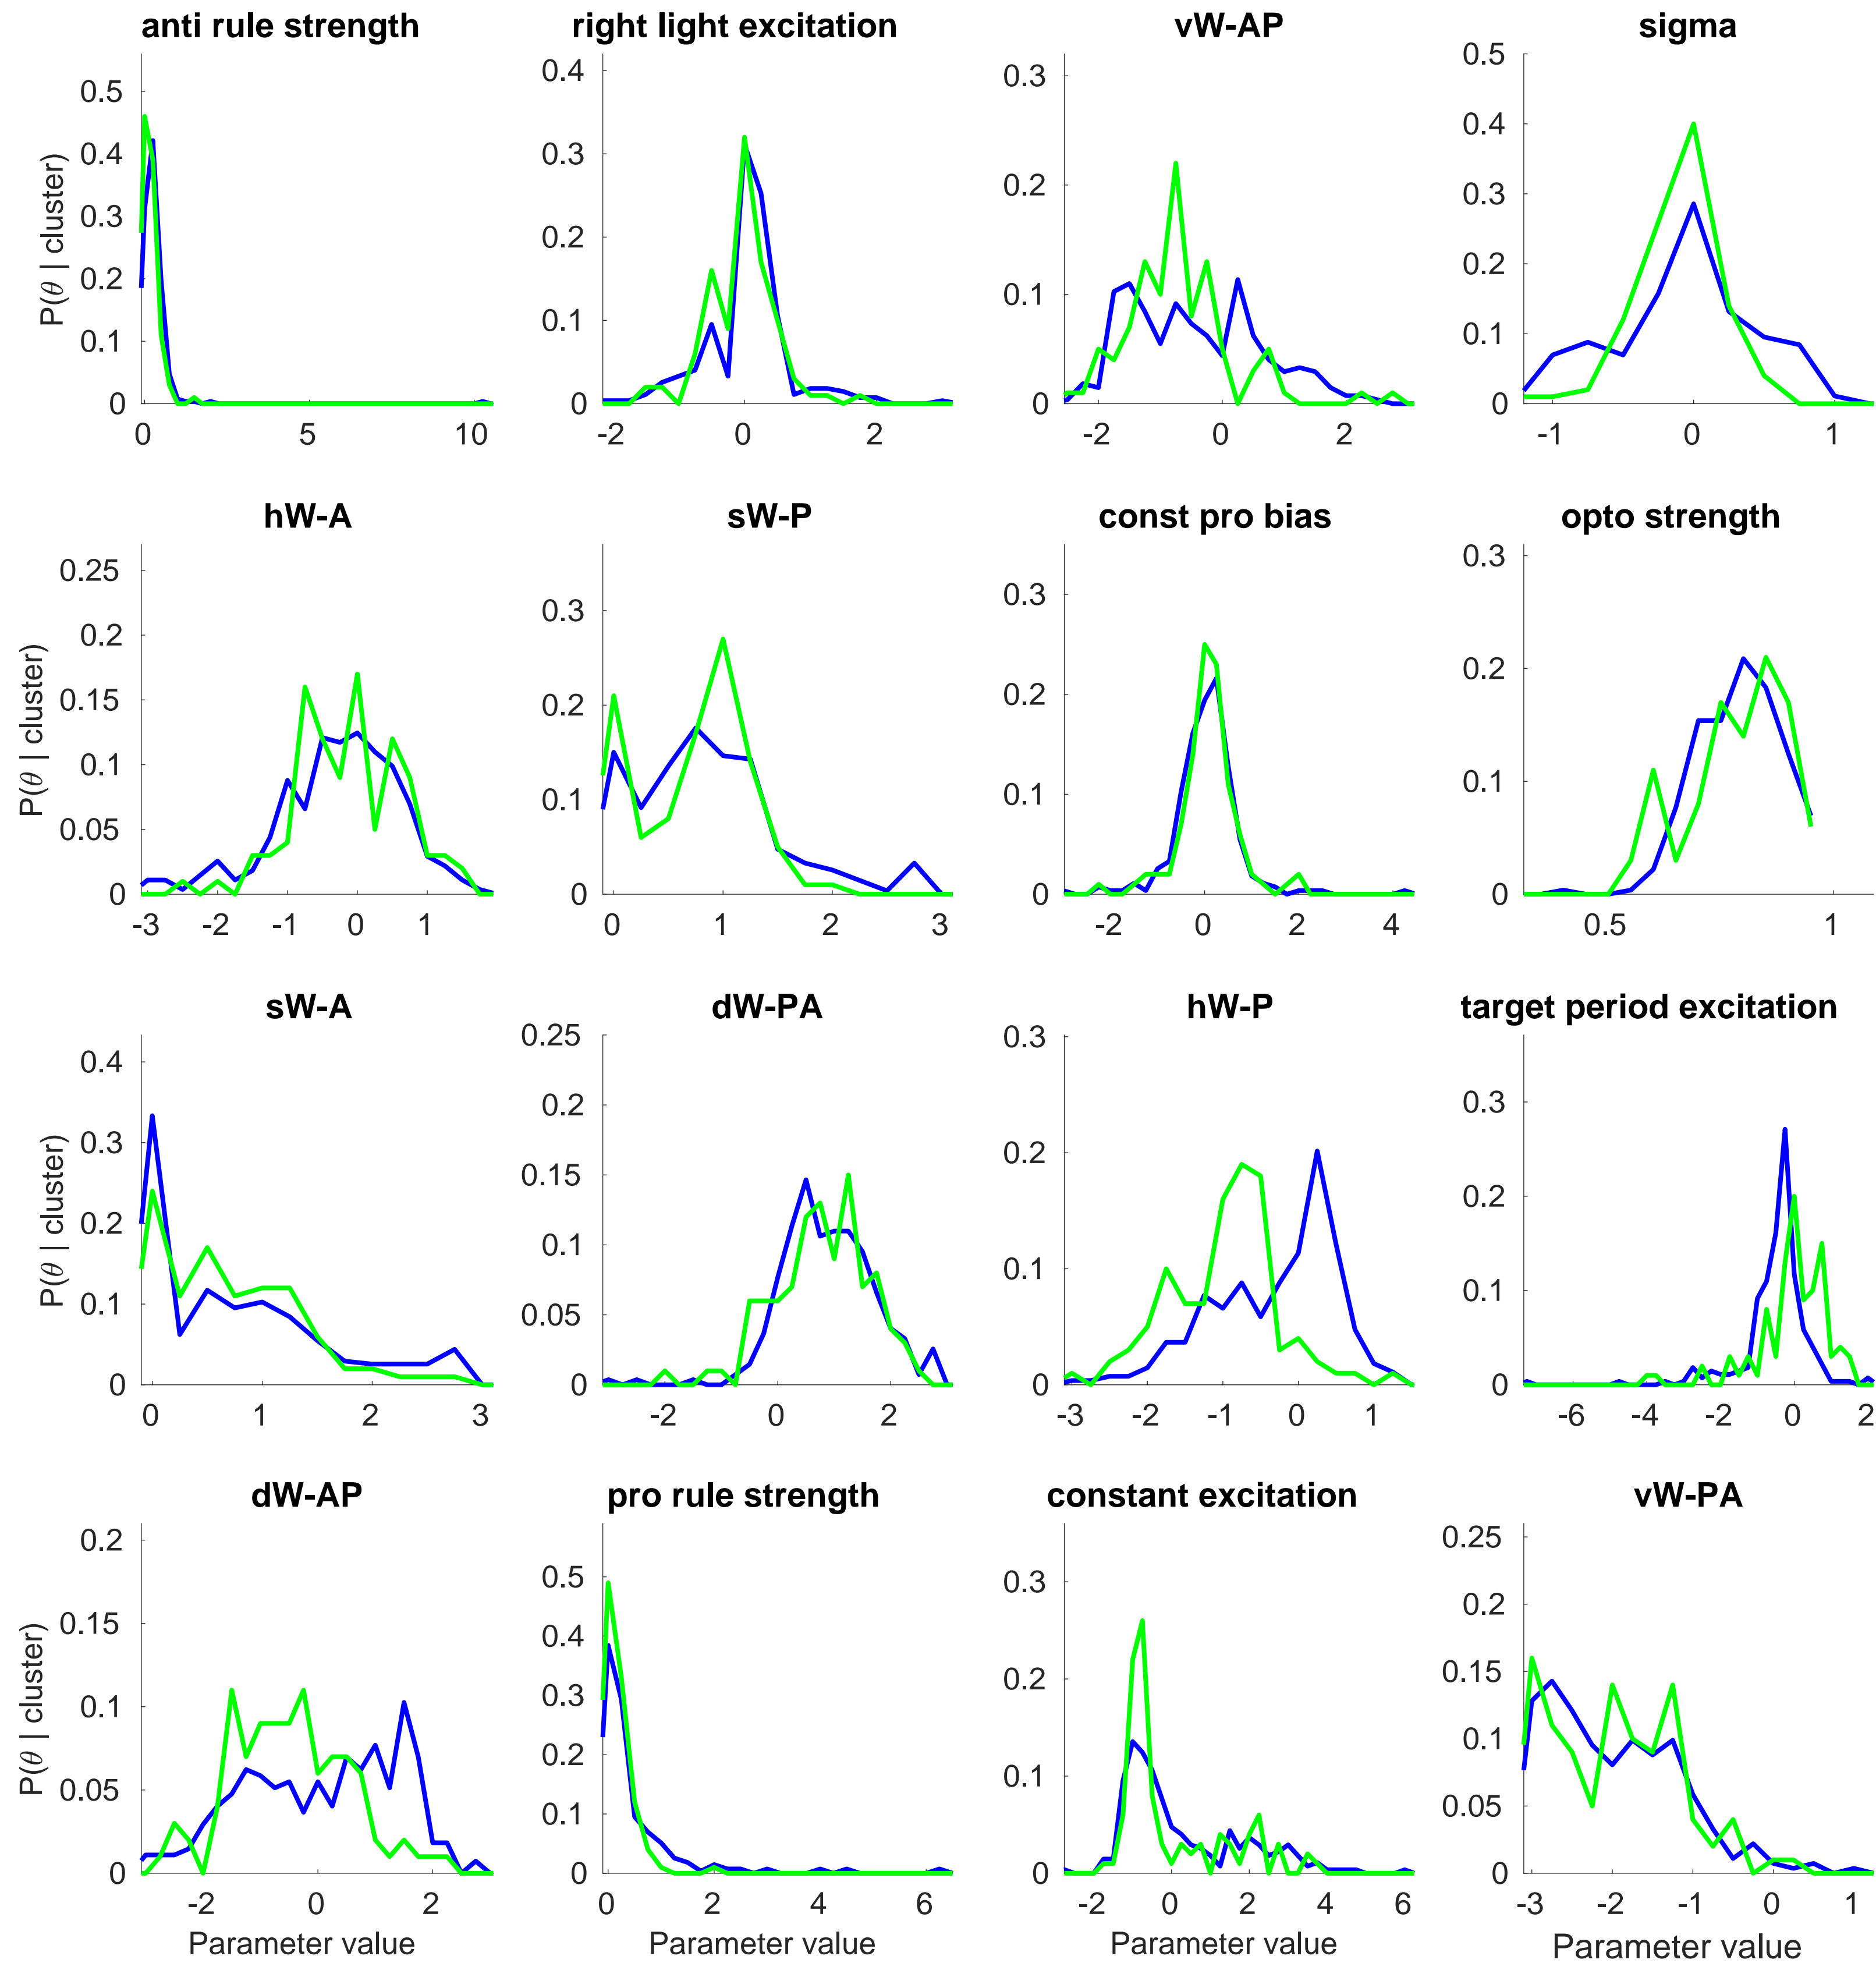 anti rule strength
right light excitation
vW-AP
sigma
P(θ | cluster)
0.5
0.4
0.3
0.2
0.1
0
0 5 10
0.4
0.3
0.2
0.1
0
-2 0 2
0.3
0.2
0.1
0
-2 0 2
0.5
0.4
0.3
0.2
0.1
0
-1 0 1
hW-A
sW-P
const pro bias
opto strength
P(θ | cluster)
0.25
0.2
0.15
0.1
0.05
0
-3 -2 -1 0 1
0.3
0.2
0.1
0
0 1 2 3
0.3
0.2
0.1
0
-2 0 2 4
0.3
0.2
0.1
0
0.5 1
sW-A
dW-PA
hW-P
target period excitation
P(θ | cluster)
0.4
0.3
0.2
0.1
0
0 1 2 3
0.25
0.2
0.15
0.1
0.05
0
-2 0 2
0.3
0.2
0.1
0
-3 -2 -1 0 1
0.3
0.2
0.1
0
-6 -4 -2 0 2
dW-AP
pro rule strength
constant excitation
vW-PA
P(θ | cluster)
0.2
0.15
0.1
0.05
0
-2 0 2
Parameter value
0.5
0.4
0.3
0.2
0.1
0
0 2 4 6
Parameter value
0.3
0.2
0.1
0
-2 0 2 4 6
Parameter value
0.25
0.2
0.15
0.1
0.05
0
-3 -2 -1 0 1
Parameter value